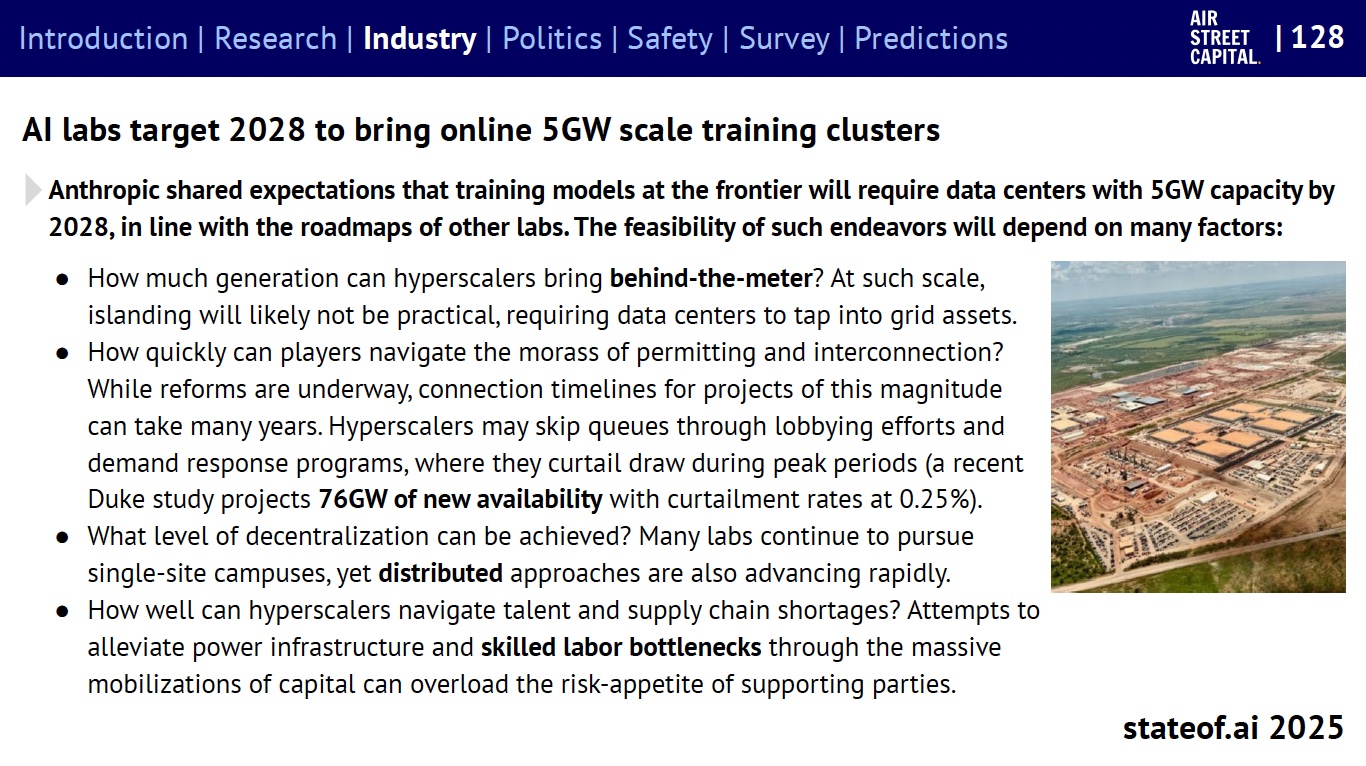 Introduction | Research | Industry | Politics | Safety | Survey | Predictions
AIR
STREET
CAPITAL.
| 128
AI labs target 2028 to bring online 5GW scale training clusters
Anthropic shared expectations that training models at the frontier will require data centers with 5GW capacity by
2028, in line with the roadmaps of other labs. The feasibility of such endeavors will depend on many factors:
● How much generation can hyperscalers bring behind-the-meter? At such scale,
islanding will likely not be practical, requiring data centers to tap into grid assets.
● How quickly can players navigate the morass of permitting and interconnection?
While reforms are underway, connection timelines for projects of this magnitude
can take many years. Hyperscalers may skip queues through lobbying efforts and
demand response programs, where they curtail draw during peak periods (a recent
Duke study projects 76GW of new availability with curtailment rates at 0.25%).
● What level of decentralization can be achieved? Many labs continue to pursue
single-site campuses, yet distributed approaches are also advancing rapidly.
● How well can hyperscalers navigate talent and supply chain shortages? Attempts to
alleviate power infrastructure and skilled labor bottlenecks through the massive
mobilizations of capital can overload the risk-appetite of supporting parties.
stateof.ai 2025